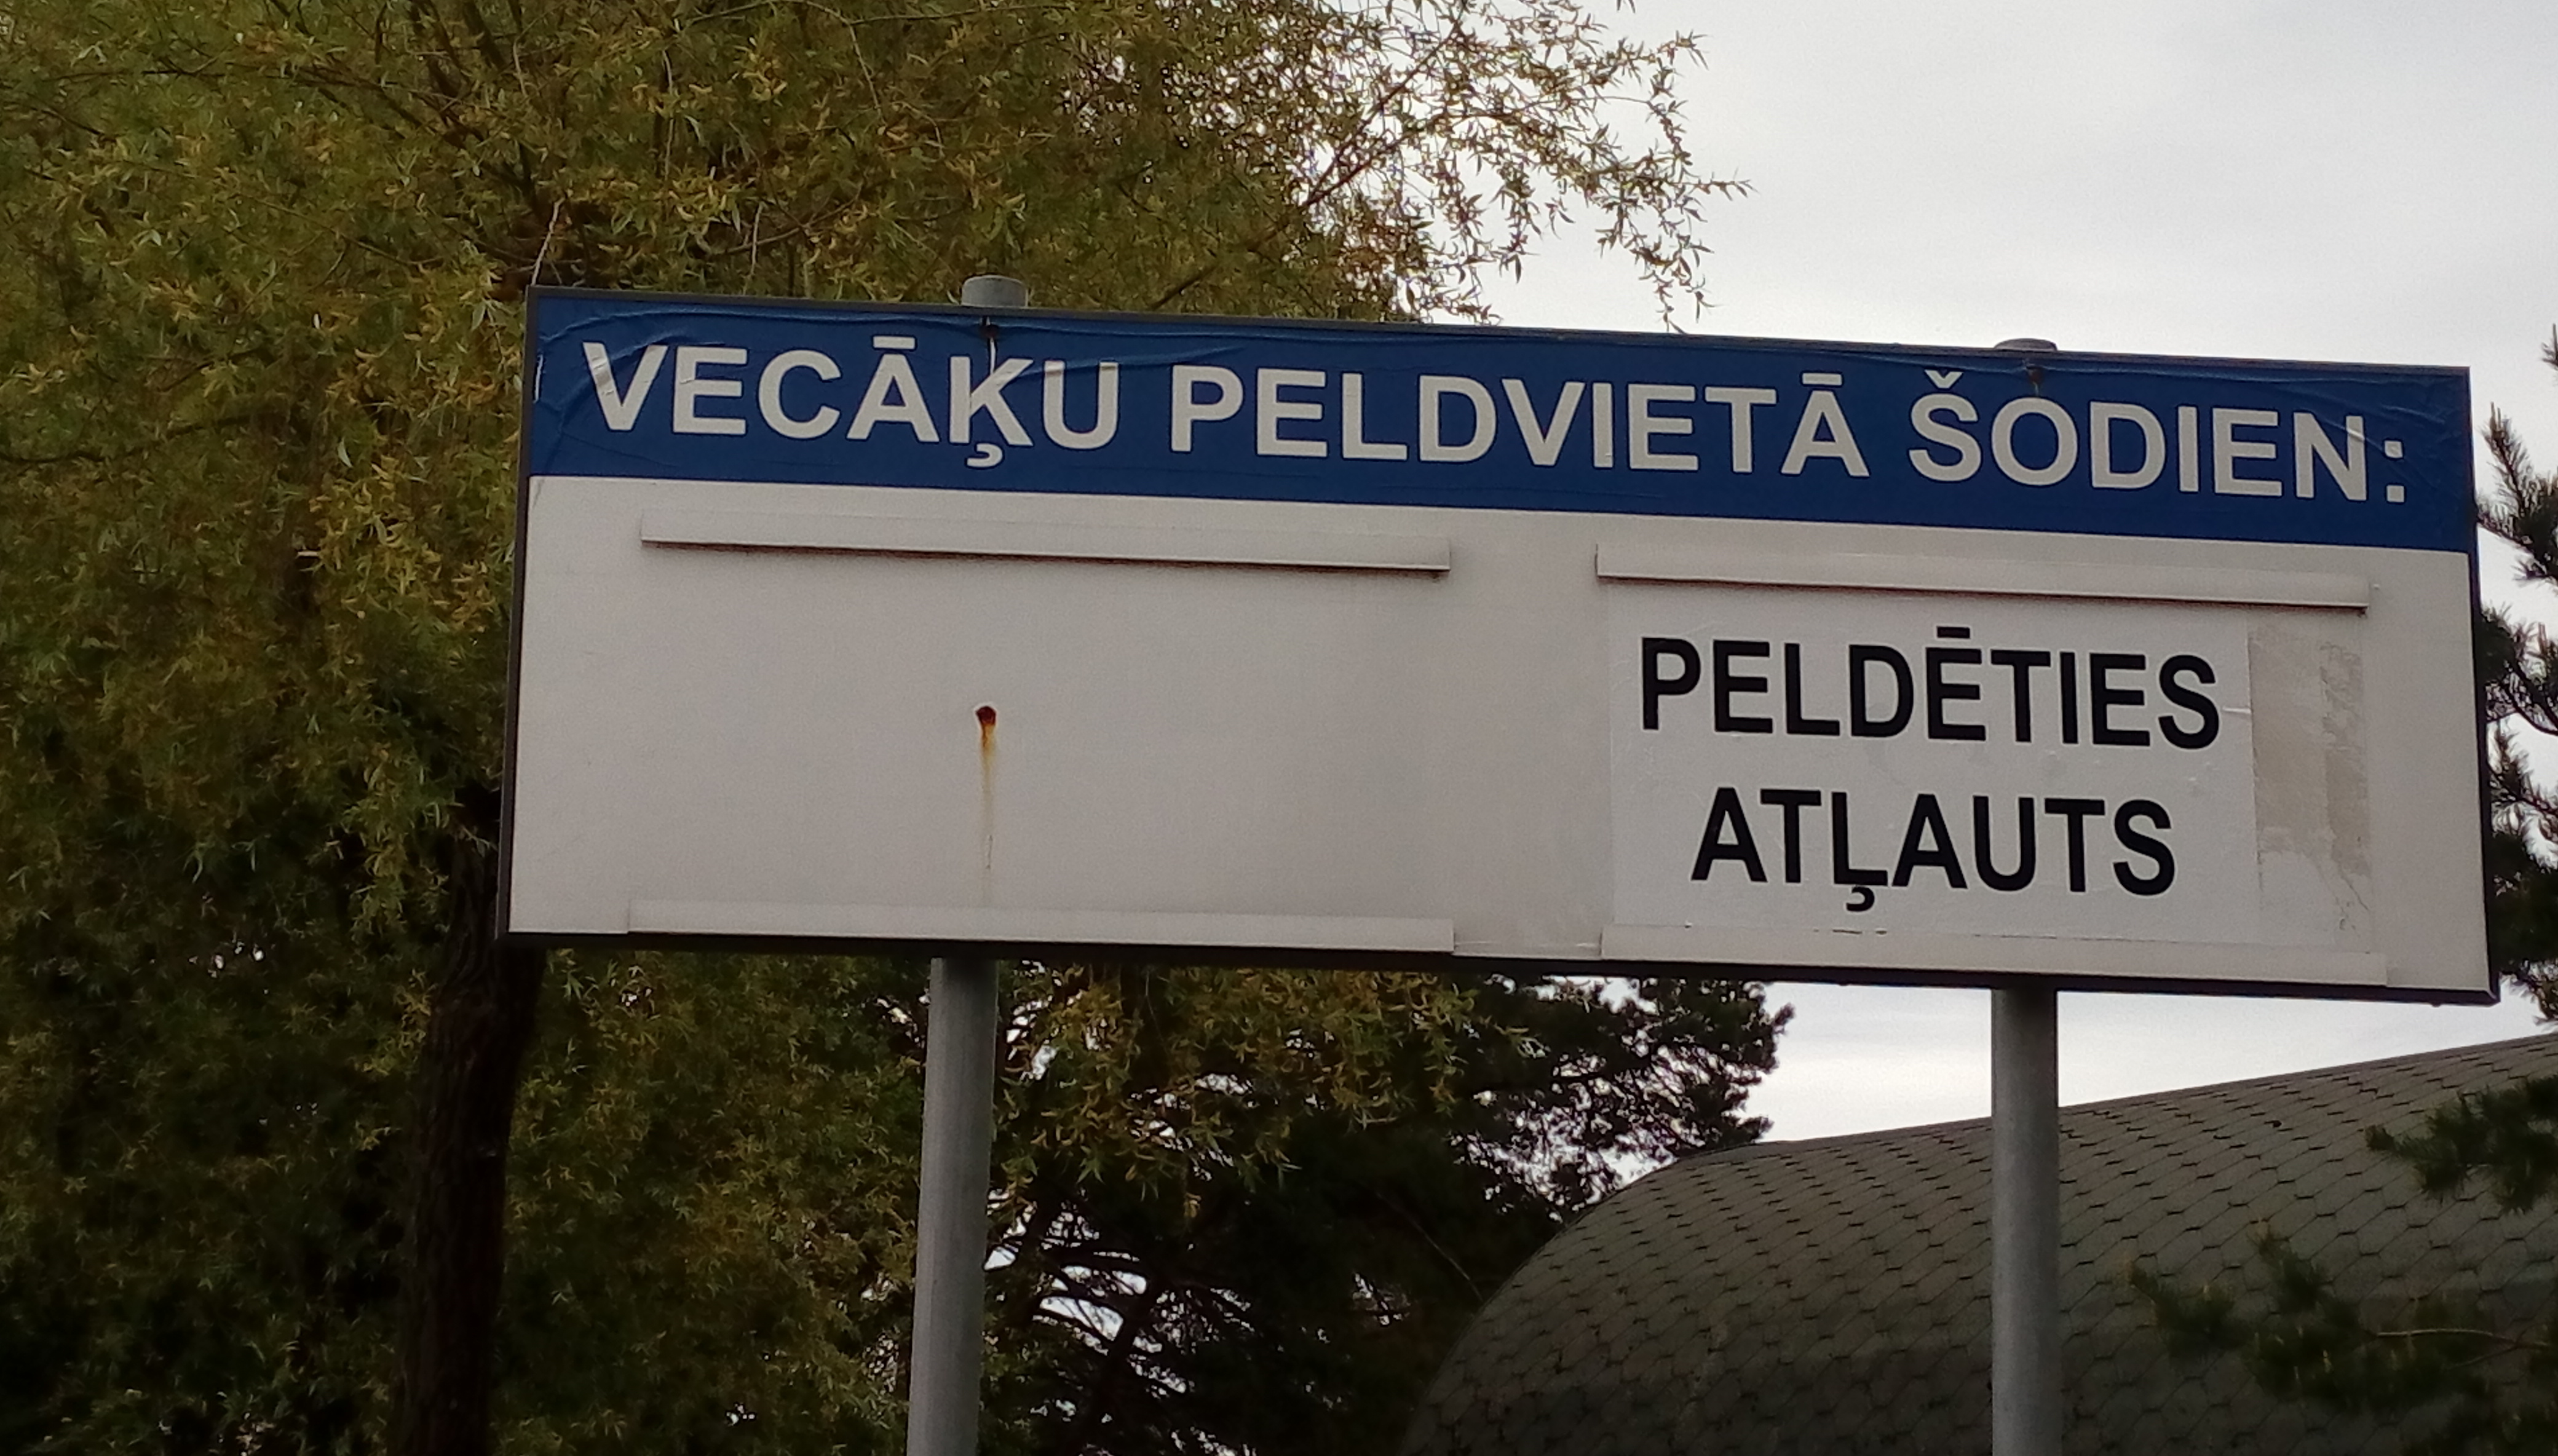 VECĀĶU PELDVIETĀ ŠODIEN:
PELDĒTIES
ATĻAUTS